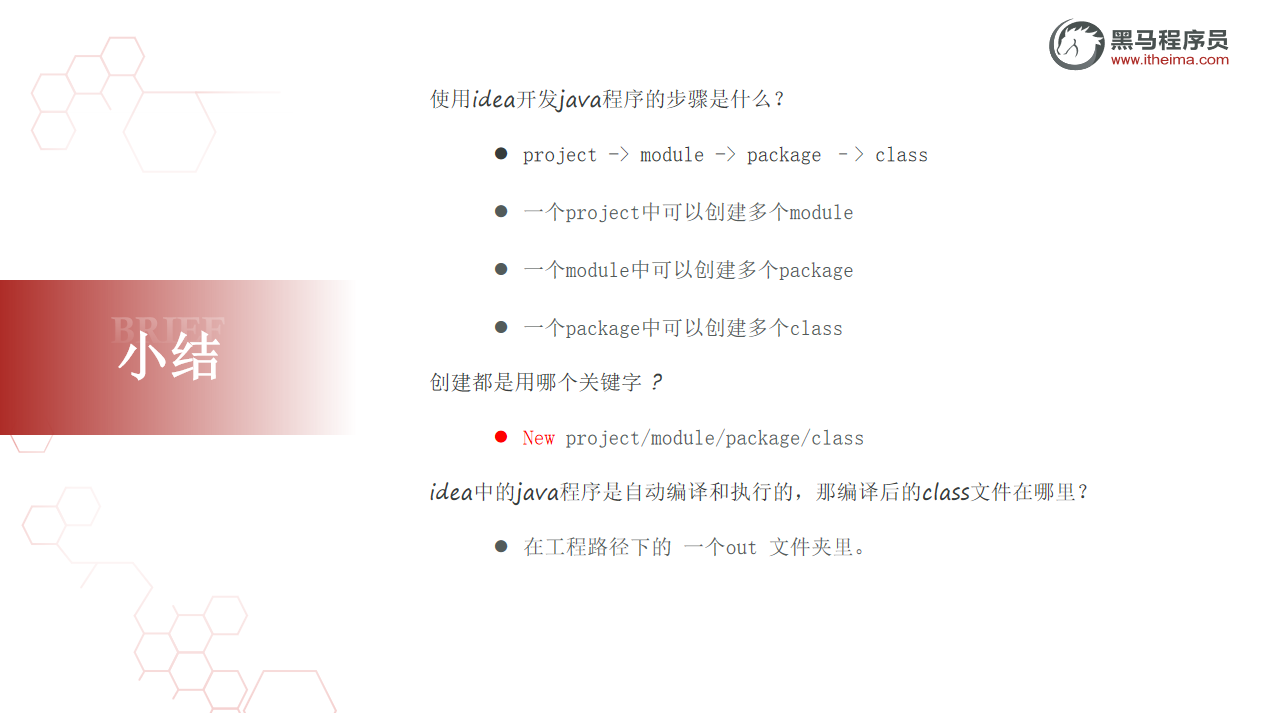 黑马程序员
www.itheima.com
使用idea开发java程序的步骤是什么？
● project -> module -> package -> class
● 一个project中可以创建多个module
● 一个module中可以创建多个package
● 一个package中可以创建多个class
BRIEF
小结
创建都是用哪个关键字 ?
● New project/module/package/class
idea中的java程序是自动编译和执行的，那编译后的class文件在哪里？
● 在工程路径下的 一个out 文件夹里。